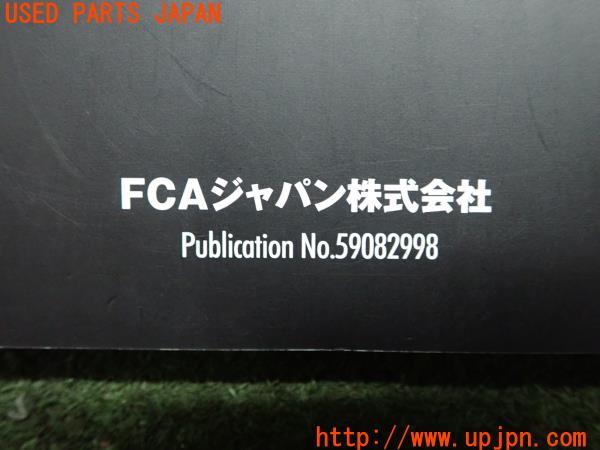 USED PARTS JAPAN
FCAジャパン株式会社
Publication No.59082998
http://www.upjpn.com/